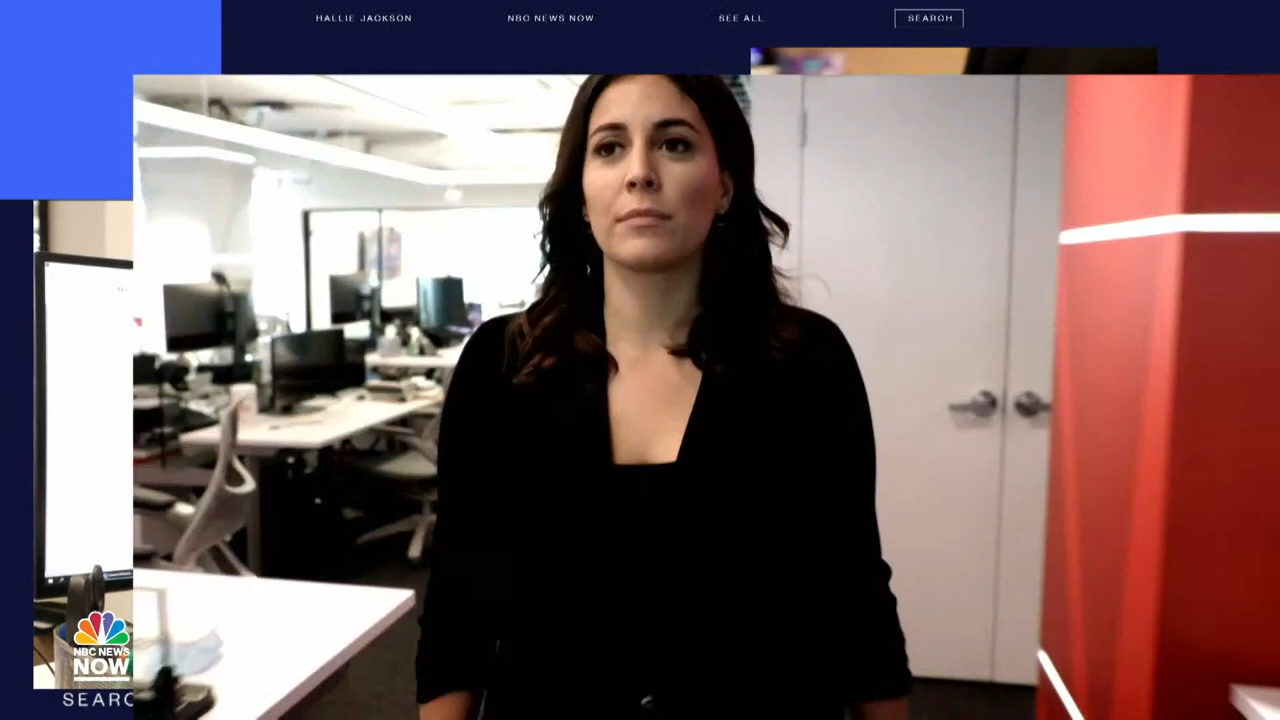 HALLIE JACKSON
NBC NEWS NOW
SEE ALL
SEARCH
NBC NEWS
NOW
SEARC